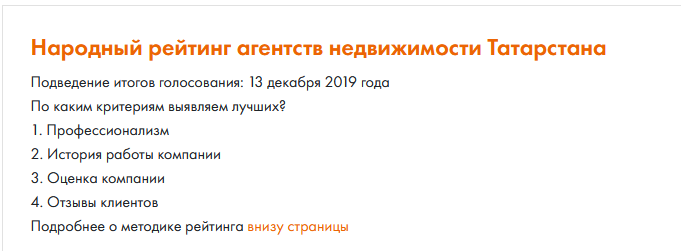 Народный рейтинг агентств недвижимости Татарстана
Подведение итогов голосования: 13 декабря 2019 года
По каким критериям выявляем лучших?
1. Профессионализм
2. История работы компании
3. Оценка компании
4. Отзывы клиентов
Подробнее о методике рейтинга внизу страницы